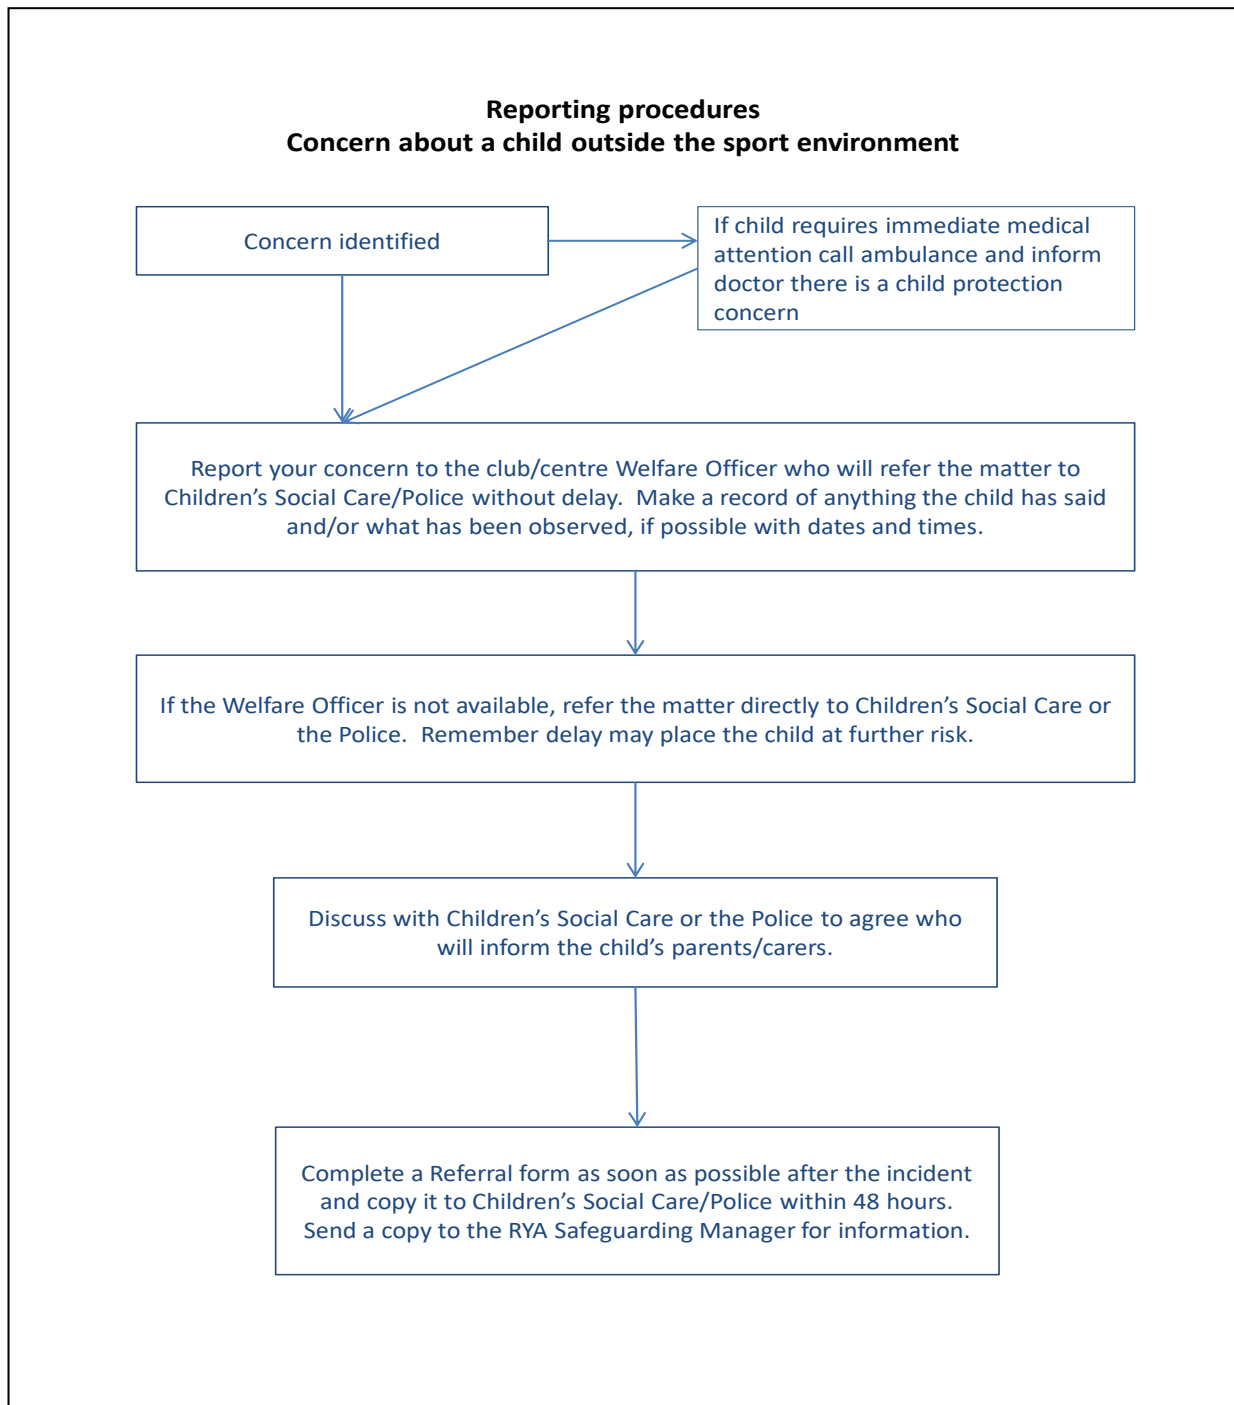 Reporting procedures
Concern about a child outside the sport environment
Concern identified
If child requires immediate medical
attention call ambulance and inform
doctor there is a child protection
concern
Report your concern to the club/centre Welfare Officer who will refer the matter to
Children’s Social Care/Police without delay.  Make a record of anything the child has said
and/or what has been observed, if possible with dates and times.
If the Welfare Officer is not available, refer the matter directly to Children’s Social Care or
the Police.  Remember delay may place the child at further risk.
Discuss with Children’s Social Care or the Police to agree who
will inform the child’s parents/carers.
Complete a Referral form as soon as possible after the incident
and copy it to Children’s Social Care/Police within 48 hours.
Send a copy to the RYA Safeguarding Manager for information.